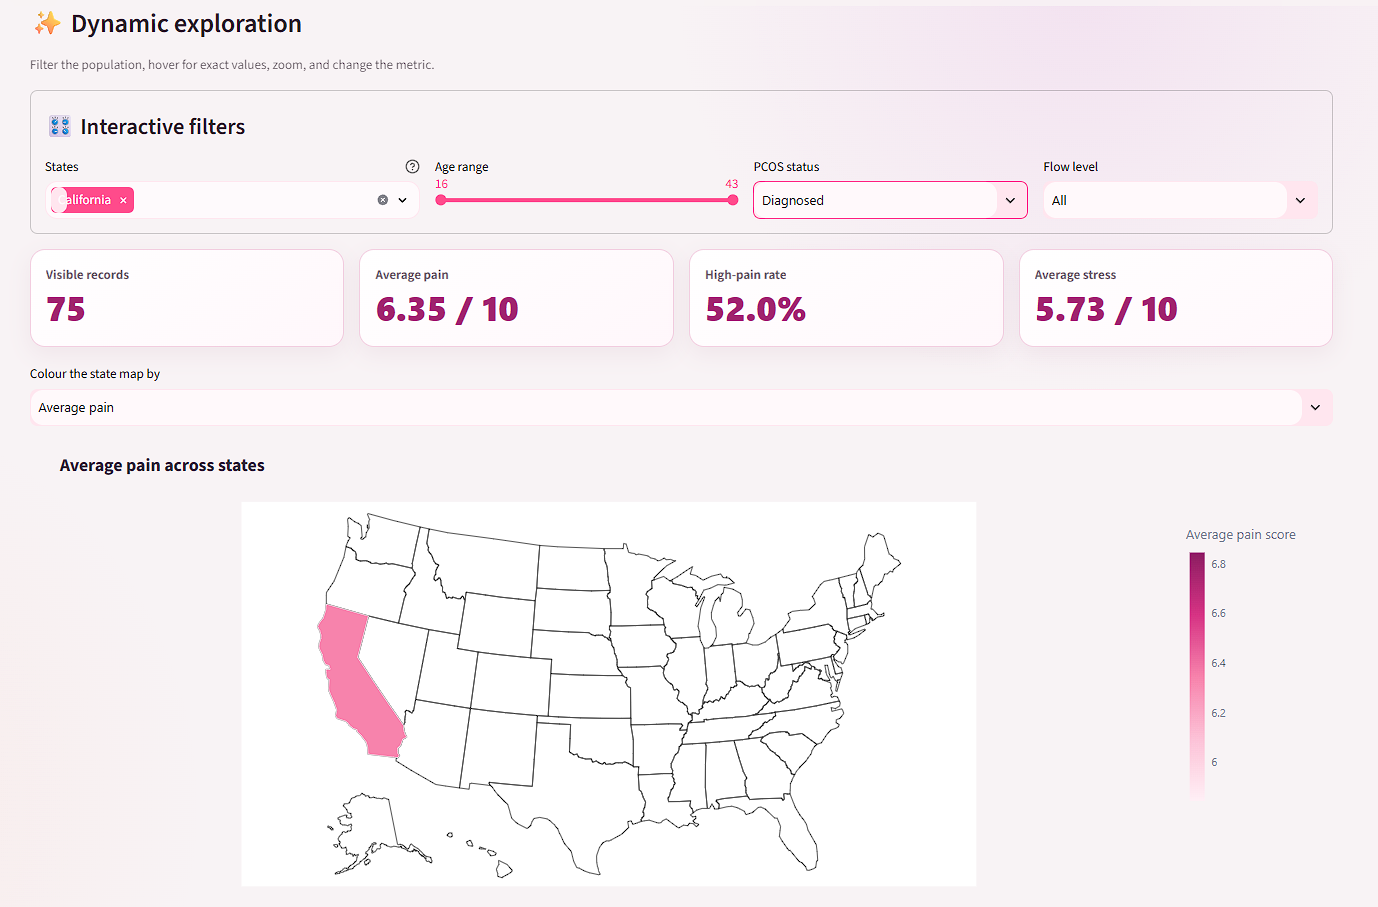 Dynamic exploration
Filter the population, hover for exact values, zoom, and change the metric.
Interactive filters
States
Age range
PCOS status
Flow level
16
43
alifornia ×
Diagnosed
All
Visible records
Average pain
High-pain rate
Average stress
75
6.35 / 10
52.0%
5.73 / 10
Colour the state map by
Average pain
Average pain across states
Average pain score
6.8
6.6
6.4
6.2
6